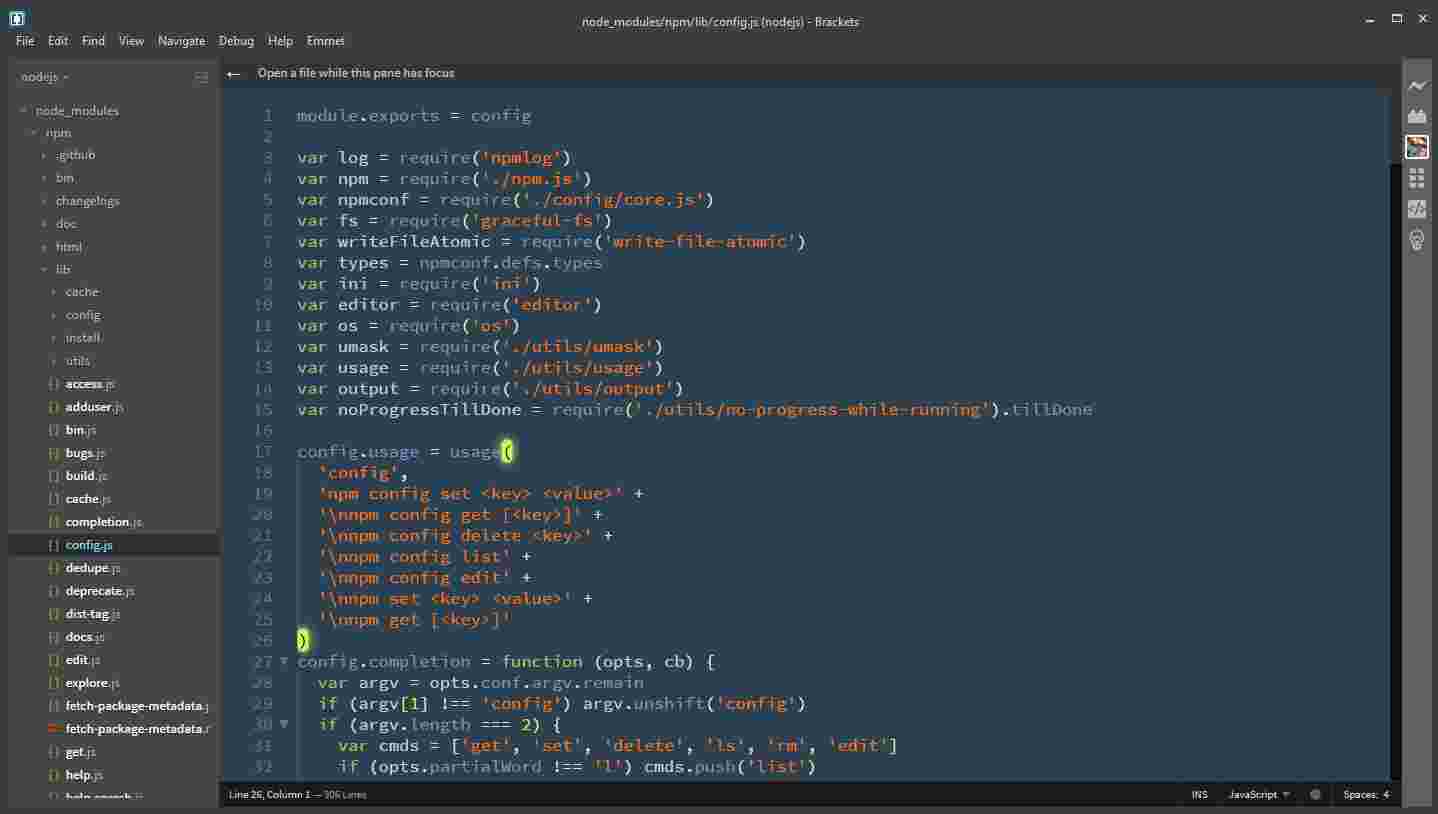 node_modules/npm/lib/config.js (nodejs) - Brackets
File Edit Find View Navigate Debug Help Emmet
nodejs
Open a file while this pane has focus
node_modules
npm
.github
bin
changelogs
doc
html
lib
cache
config
install
utils
access.js
adduser.js
bin.js
bugs.js
build.js
cache.js
completion.js
config.js
dedupe.js
deprecate.js
dist-tag.js
docs.js
edit.js
explore.js
fetch-package-metadata.j
fetch-package-metadata.r
get.js
help.js
1 module.exports = config
2
3 var log = require('npmlog')
4 var npm = require('./npm.js')
5 var npmconf = require('./config/core.js')
6 var fs = require('graceful-fs')
7 var writeFileAtomic = require('write-file-atomic')
8 var types = npmconf.defs.types
9 var ini = require('ini')
10 var editor = require('editor')
11 var os = require('os')
12 var umask = require('./utils/umask')
13 var usage = require('./utils/usage')
14 var output = require('./utils/output')
15 var noProgressTillDone = require('./utils/no-progress-while-running').tillDone
16
17 config.usage = usage(
18 'config',
19 'npm config set <key> <value>' +
20 '\nnpm config get [<key>]' +
21 '\nnpm config delete <key>' +
22 '\nnpm config list' +
23 '\nnpm config edit' +
24 '\nnpm set <key> <value>' +
25 '\nnpm get [<key>]'
26 )
27 config.completion = function (opts, cb) {
28 var argv = opts.conf.argv.remain
29 if (argv[1] !== 'config') argv.unshift('config')
30 if (argv.length === 2) {
31 var cmds = ['get', 'set', 'delete', 'ls', 'rm', 'edit']
32 if (opts.partialWord !== 'l') cmds.push('list')
Line 26, Column 1 — 306 Lines INS JavaScript Spaces: 4